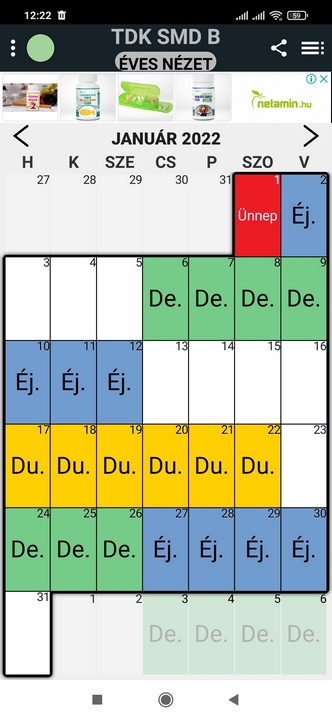 12:22
59
TDK SMD B
ÉVES NÉZET
netamin.hu
JANUÁR 2022
H K SZE CS P SZO V
27 28 29 30 31 1 2
Ünnep Éj.
3 4 5 6 7 8 9
De. De. De. De.
10 11 12 13 14 15 16
Éj. Éj. Éj.
17 18 19 20 21 22 23
Du. Du. Du. Du. Du. Du.
24 25 26 27 28 29 30
De. De. De. Éj. Éj. Éj. Éj.
31 1 2 3 4 5 6
De. De. De. De.